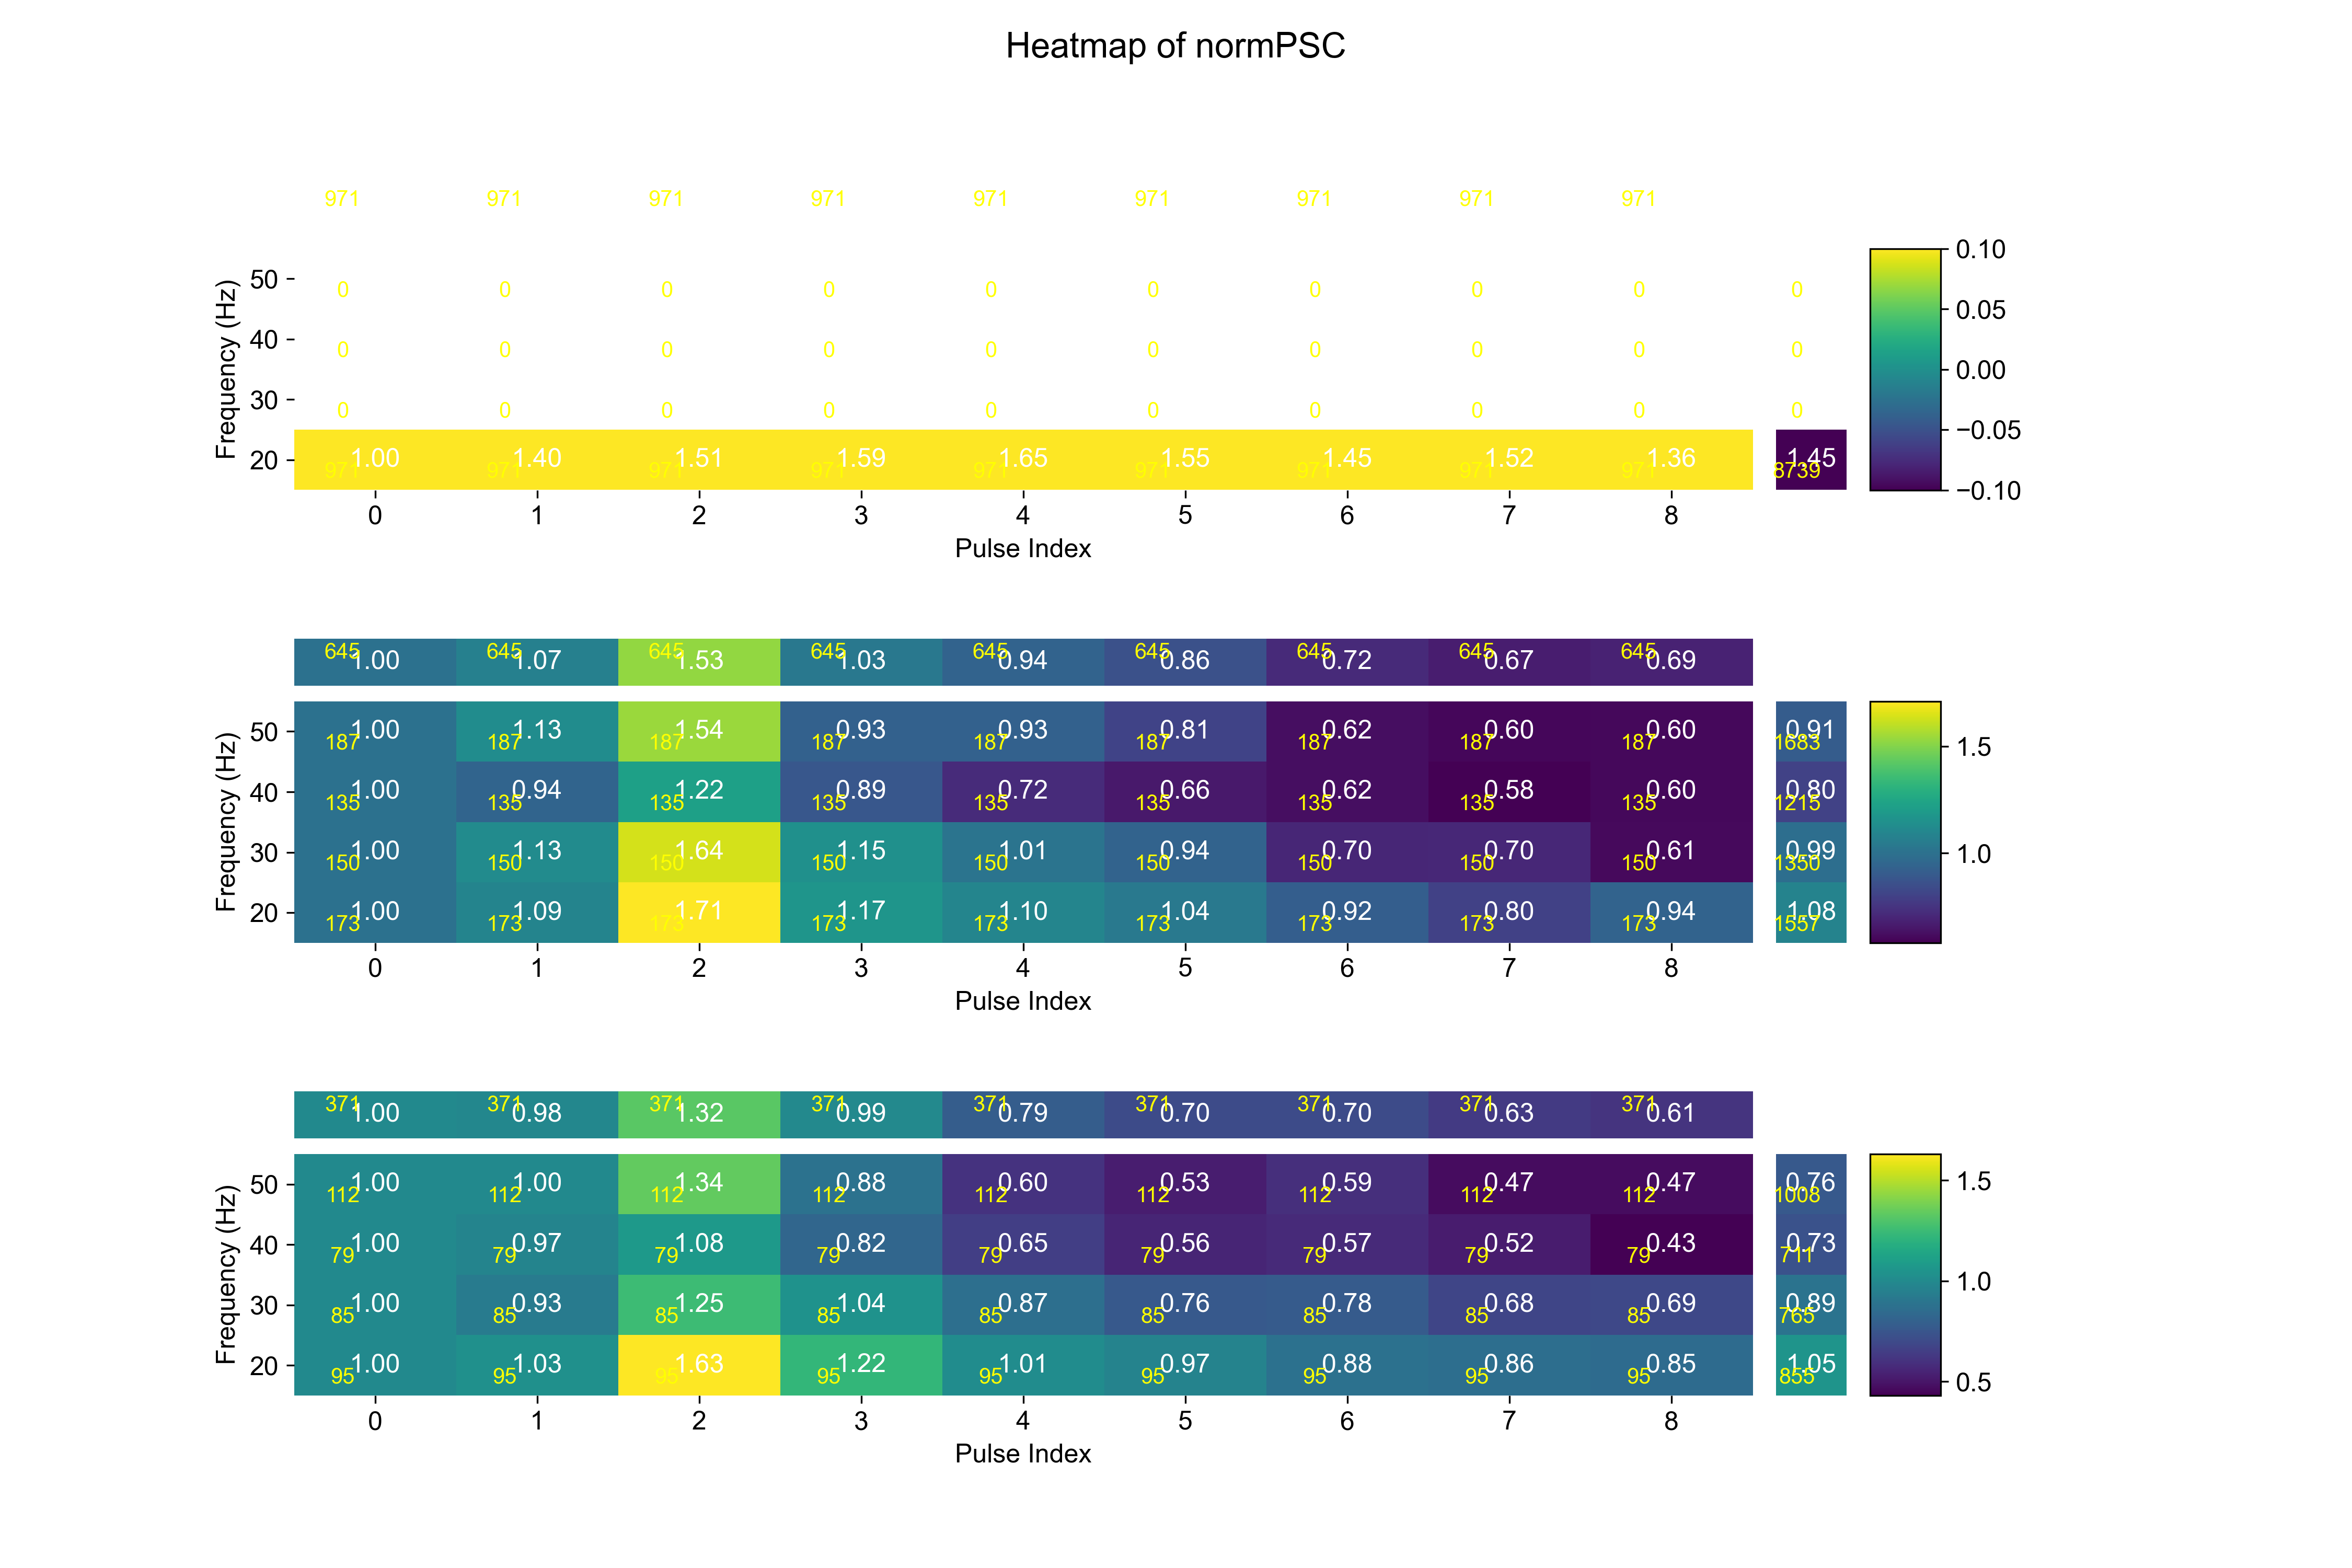 Heatmap of normPSC
971 971 971 971 971 971 971 971 971
0.10
50 0 0 0 0 0 0 0 0 0 0
0.05
40 0 0 0 0 0 0 0 0 0 0
0.00
30 0 0 0 0 0 0 0 0 0 0
−0.05
20 1.00 1.40 1.51 1.59 1.65 1.55 1.45 1.52 1.36 1.45
971 971 971 971 971 971 971 971 971 8739
−0.10
Frequency (Hz)
0 1 2 3 4 5 6 7 8
Pulse Index
645 645 645 645 645 645 645 645 645
1.00 1.07 1.53 1.03 0.94 0.86 0.72 0.67 0.69
50 1.00 1.13 1.54 0.93 0.93 0.81 0.62 0.60 0.60 0.91
187 187 187 187 187 187 187 187 187 1683
1.5
40 1.00 0.94 1.22 0.89 0.72 0.66 0.62 0.58 0.60 0.80
135 135 135 135 135 135 135 135 135 1215
30 1.00 1.13 1.64 1.15 1.01 0.94 0.70 0.70 0.61 0.99
1.0
150 150 150 150 150 150 150 150 150 1350
20 1.00 1.09 1.71 1.17 1.10 1.04 0.92 0.80 0.94 1.08
173 173 173 173 173 173 173 173 173 1557
Frequency (Hz)
0 1 2 3 4 5 6 7 8
Pulse Index
371 371 371 371 371 371 371 371 371
1.00 0.98 1.32 0.99 0.79 0.70 0.70 0.63 0.61
50 1.00 1.00 1.34 0.88 0.60 0.53 0.59 0.47 0.47 0.76
1.5
112 112 112 112 112 112 112 112 112 1008
40 1.00 0.97 1.08 0.82 0.65 0.56 0.57 0.52 0.43 0.73
79 79 79 79 79 79 79 79 79 711
1.0
30 1.00 0.93 1.25 1.04 0.87 0.76 0.78 0.68 0.69 0.89
85 85 85 85 85 85 85 85 85 765
20 1.00 1.03 1.63 1.22 1.01 0.97 0.88 0.86 0.85 1.05
95 95 95 95 95 95 95 95 95 855
0.5
Frequency (Hz)
0 1 2 3 4 5 6 7 8
Pulse Index